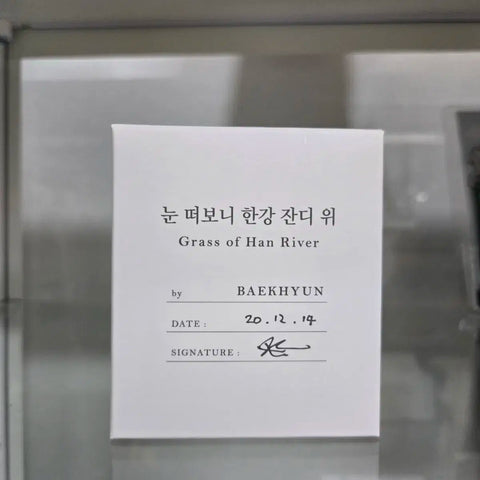 눈 떠보니 한강 잔디 위
Grass of Han River
by BAEKHYUN
DATE : 20.12.14
SIGNATURE :